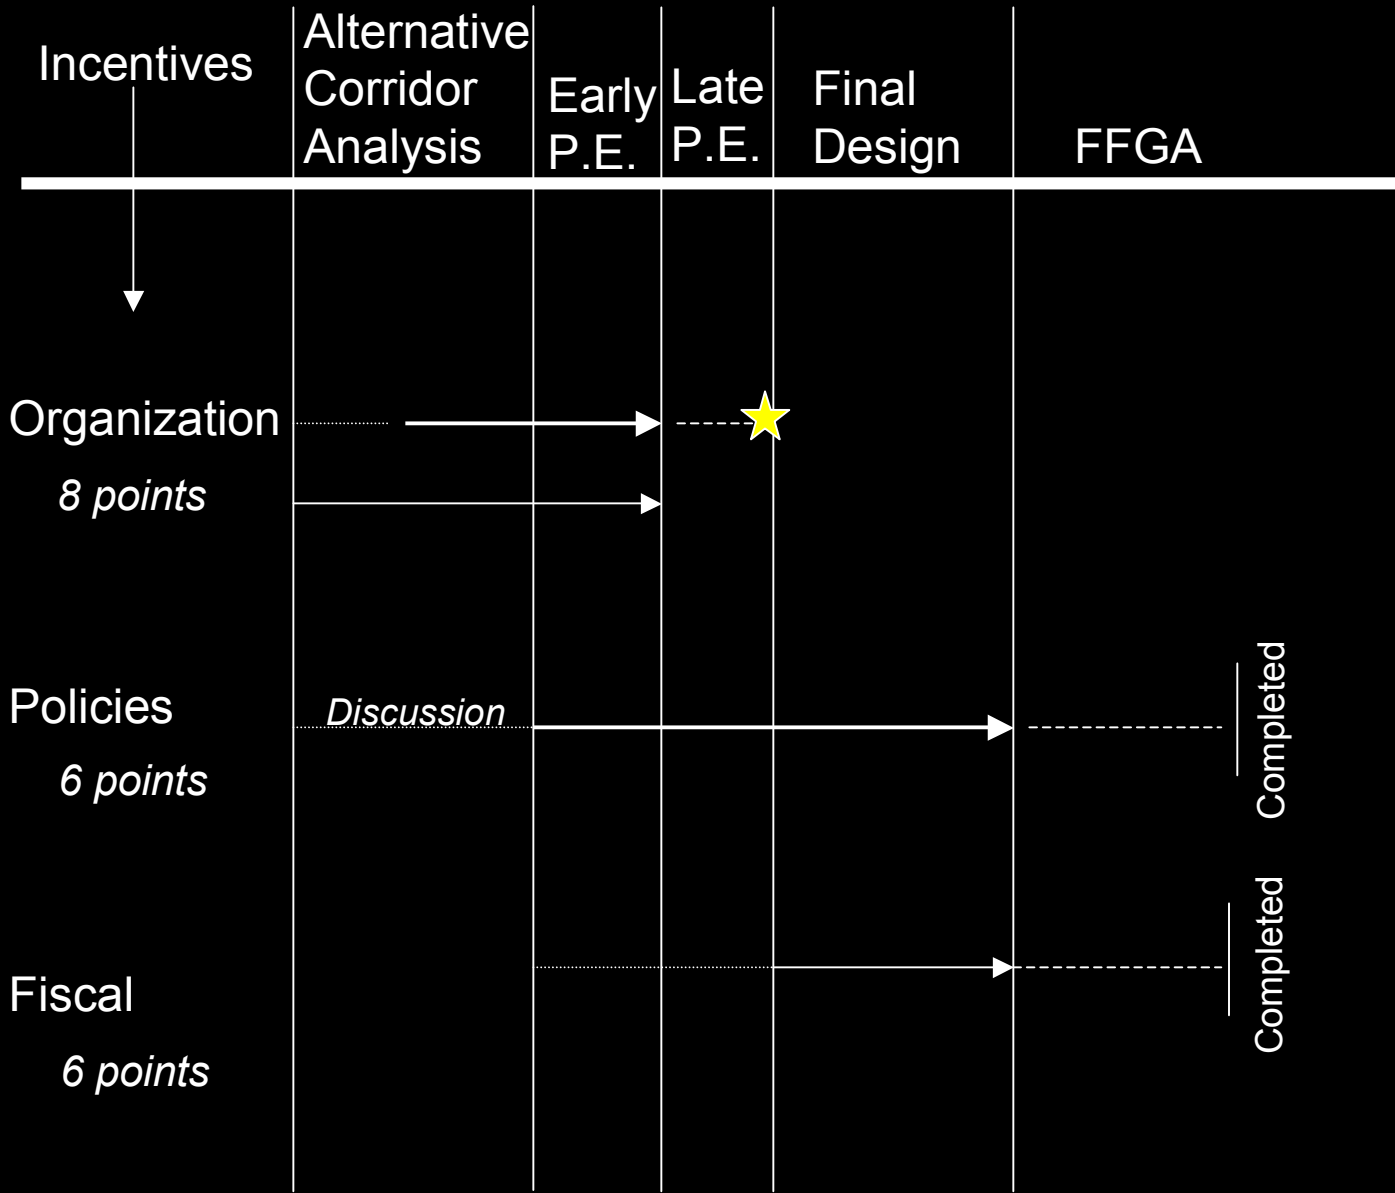 Incentives
Alternative
Corridor
Analysis
Early
P.E.
Late
P.E.
Final
Design
FFGA
Organization
8 points
Policies
Discussion
Completed
6 points
Fiscal
Completed
6 points